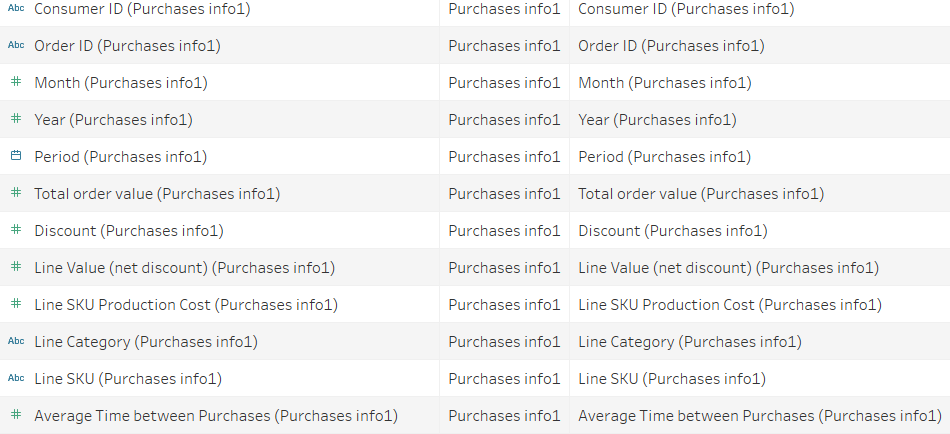 Abc Consumer ID (Purchases info1) Purchases info1 Consumer ID (Purchases info1)
Abc Order ID (Purchases info1) Purchases info1 Order ID (Purchases info1)
# Month (Purchases info1) Purchases info1 Month (Purchases info1)
# Year (Purchases info1) Purchases info1 Year (Purchases info1)
Period (Purchases info1) Purchases info1 Period (Purchases info1)
# Total order value (Purchases info1) Purchases info1 Total order value (Purchases info1)
# Discount (Purchases info1) Purchases info1 Discount (Purchases info1)
# Line Value (net discount) (Purchases info1) Purchases info1 Line Value (net discount) (Purchases info1)
# Line SKU Production Cost (Purchases info1) Purchases info1 Line SKU Production Cost (Purchases info1)
Abc Line Category (Purchases info1) Purchases info1 Line Category (Purchases info1)
Abc Line SKU (Purchases info1) Purchases info1 Line SKU (Purchases info1)
# Average Time between Purchases (Purchases info1) Purchases info1 Average Time between Purchases (Purchases info1)